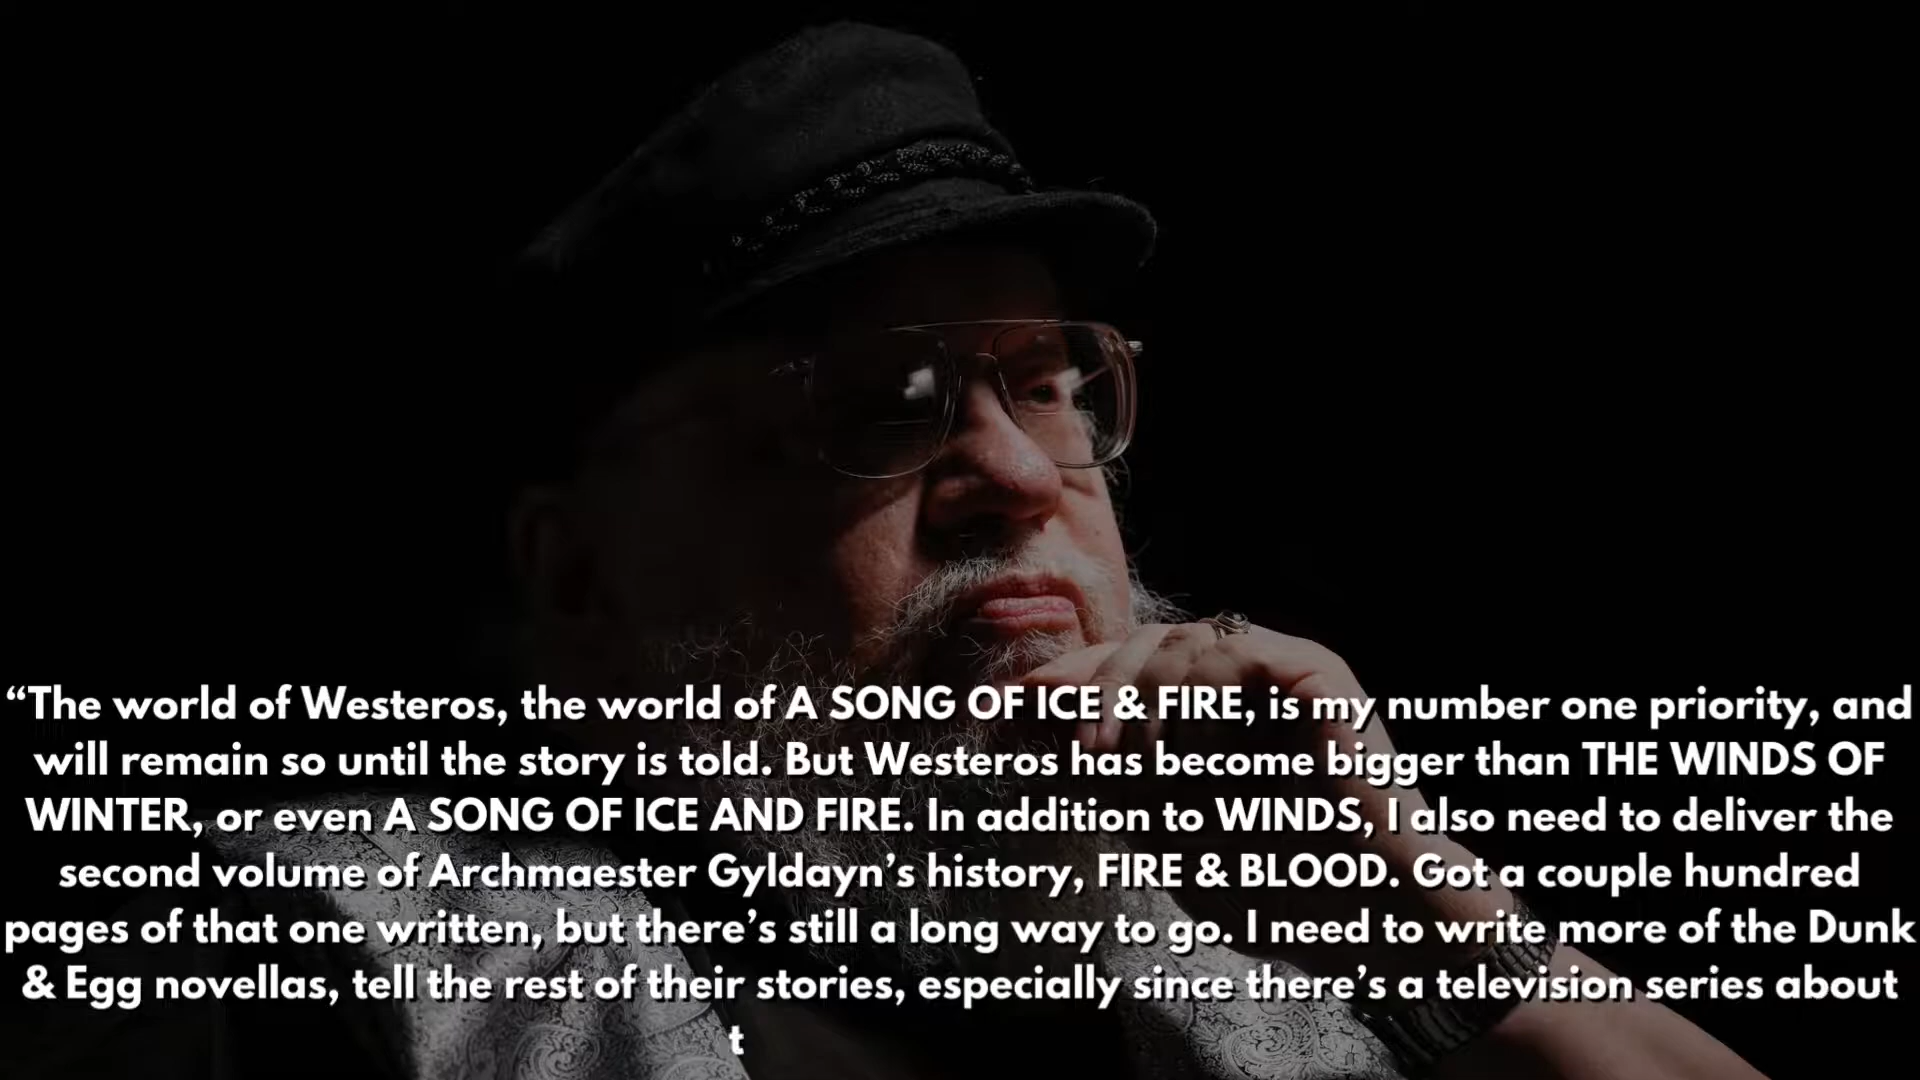 “The world of Westeros, the world of A SONG OF ICE & FIRE, is my number one priority, and
will remain so until the story is told. But Westeros has become bigger than THE WINDS OF
WINTER, or even A SONG OF ICE AND FIRE. In addition to WINDS, I also need to deliver the
second volume of Archmaester Gyldayn’s history, FIRE & BLOOD. Got a couple hundred
pages of that one written, but there’s still a long way to go. I need to write more of the Dunk
& Egg novellas, tell the rest of their stories, especially since there’s a television series about
t